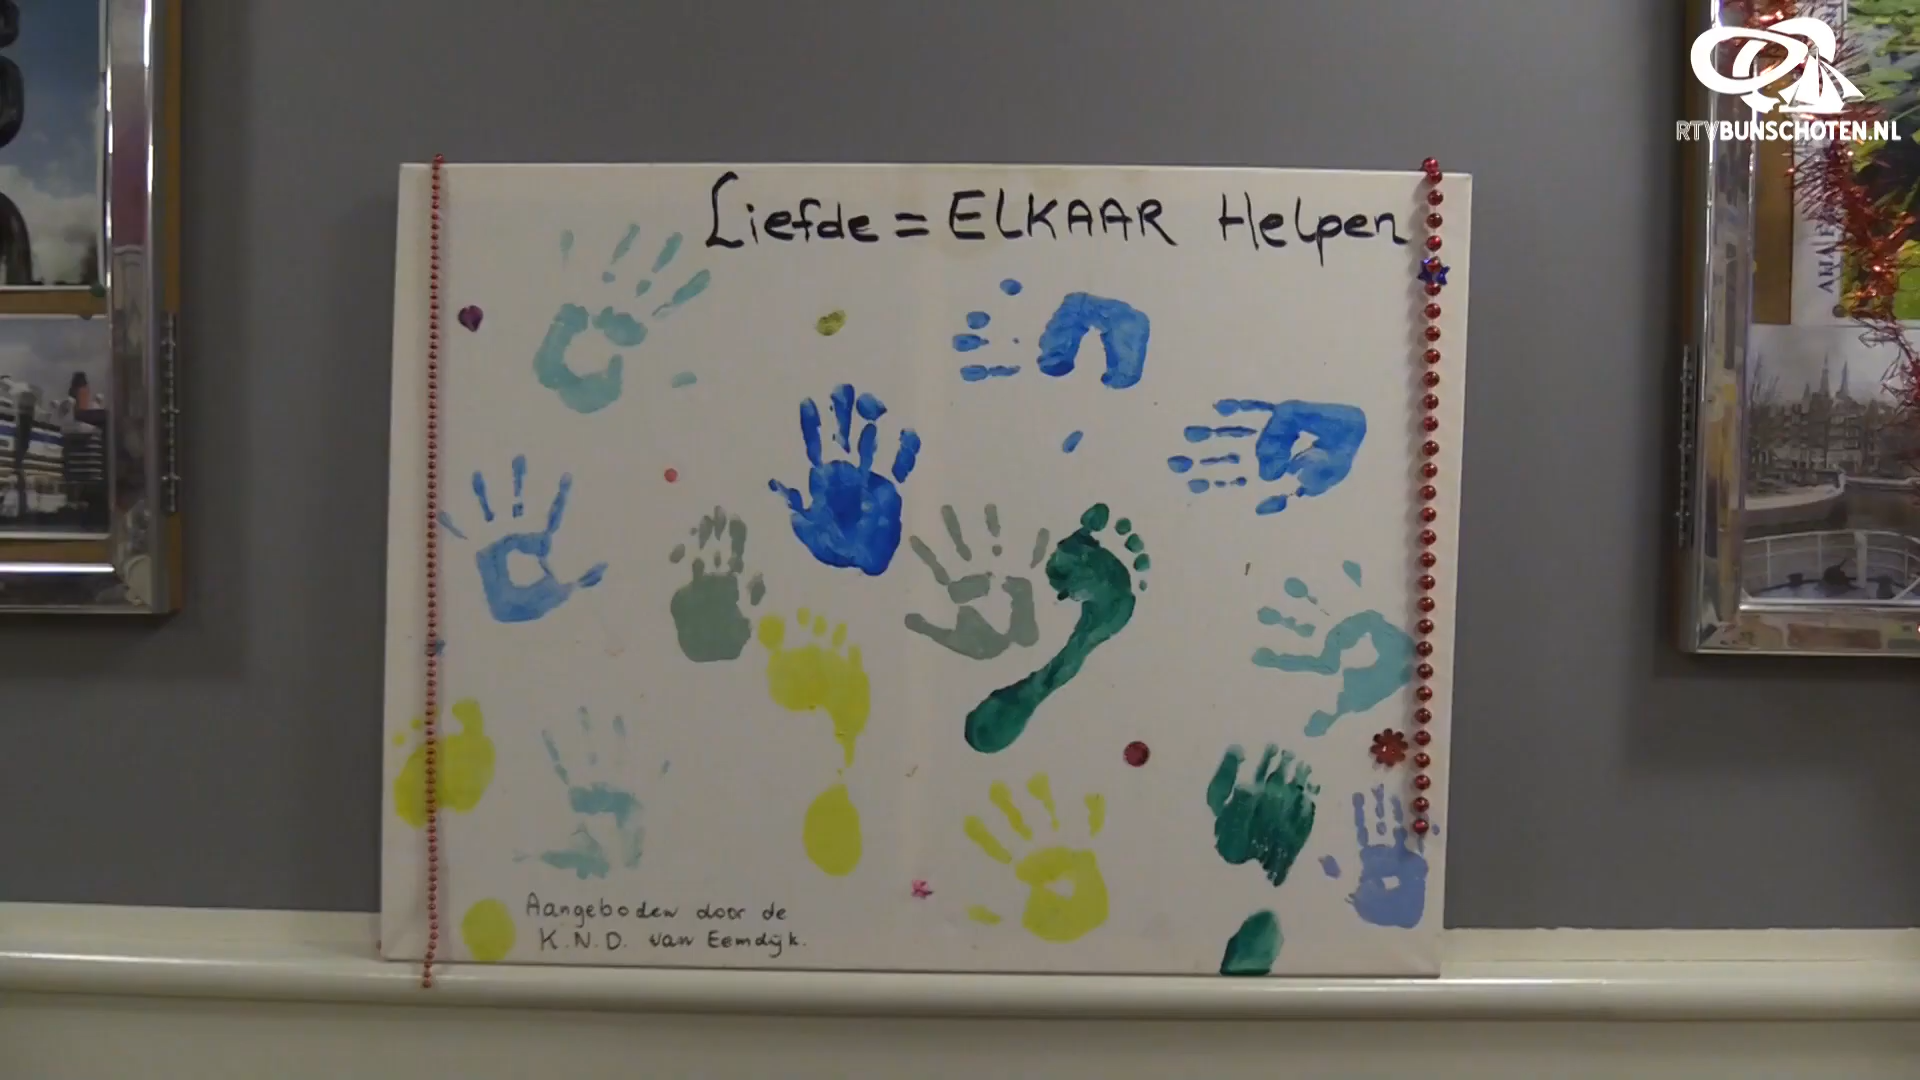 RTVBUNSCHOTEN.NL
Liefde = ELKAAR Helpen
Aangeboden door de
K.N.D. van Eemdijk.